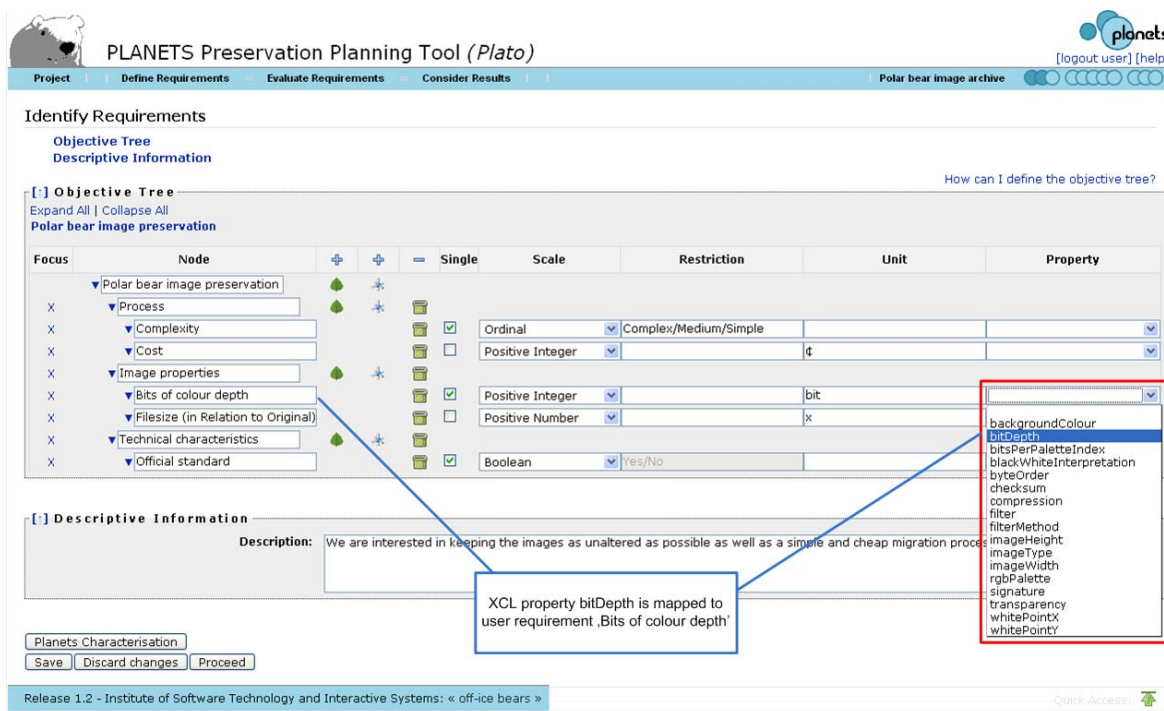 planets
PLANETS Preservation Planning Tool (Plato)
[logout user] [help
Project Define Requirements Evaluate Requirements Consider Results Polar bear image archive
Identify Requirements
Objective Tree
Descriptive Information
How can I define the objective tree?
[↑] Objective Tree
Expand All | Collapse All
Polar bear image preservation
Focus Node Single Scale Restriction Unit Property
Polar bear image preservation
X Process
X Complexity Ordinal Complex/Medium/Simple
X Cost Positive Integer ¢
X Image properties
X Bits of colour depth Positive Integer bit
X Filesize (in Relation to Original) Positive Number x
X Technical characteristics
X Official standard Boolean Yes/No
backgroundColour
bitDepth
bitsPerPaletteIndex
blackWhiteInterpretation
byteOrder
checksum
compression
filter
filterMethod
imageHeight
imageType
imageWidth
rgbPalette
signature
transparency
whitePointX
whitePointY
[↑] Descriptive Information
Description: We are interested in keeping the images as unaltered as possible as well as a simple and cheap migration proces
XCL property bitDepth is mapped to
user requirement ‚Bits of colour depth'
Planets Characterisation
Save Discard changes Proceed
Release 1.2 - Institute of Software Technology and Interactive Systems: « off-ice bears » Quick Access: